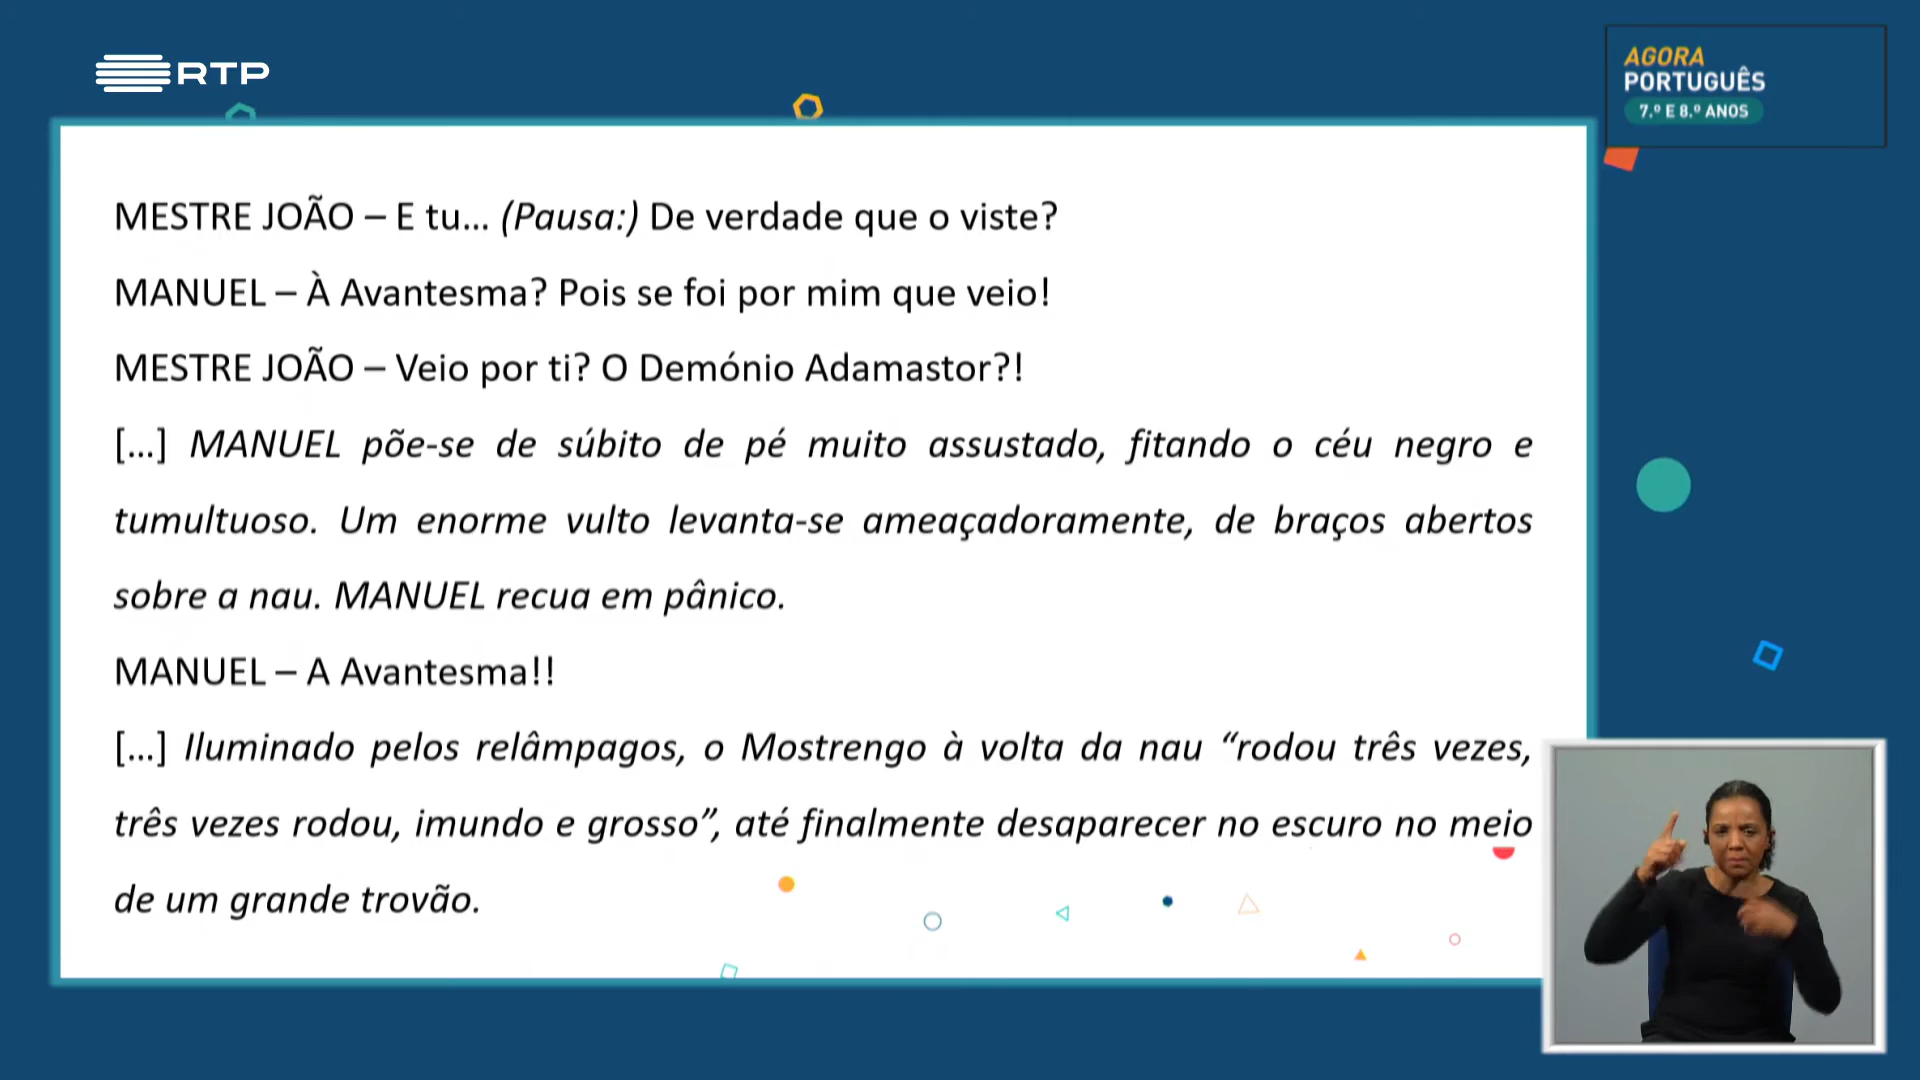 RTP
AGORA
PORTUGUÊS
7.º E 8.º ANOS
MESTRE JOÃO – E tu... (Pausa:) De verdade que o viste?
MANUEL – À Avantesma? Pois se foi por mim que veio!
MESTRE JOÃO – Veio por ti? O Demónio Adamastor?!
[...] MANUEL põe-se de súbito de pé muito assustado, fitando o céu negro e
tumultuoso. Um enorme vulto levanta-se ameaçadoramente, de braços abertos
sobre a nau. MANUEL recua em pânico.
MANUEL – A Avantesma!!
[...] Iluminado pelos relâmpagos, o Mostrengo à volta da nau “rodou três vezes,
três vezes rodou, imundo e grosso”, até finalmente desaparecer no escuro no meio
de um grande trovão.